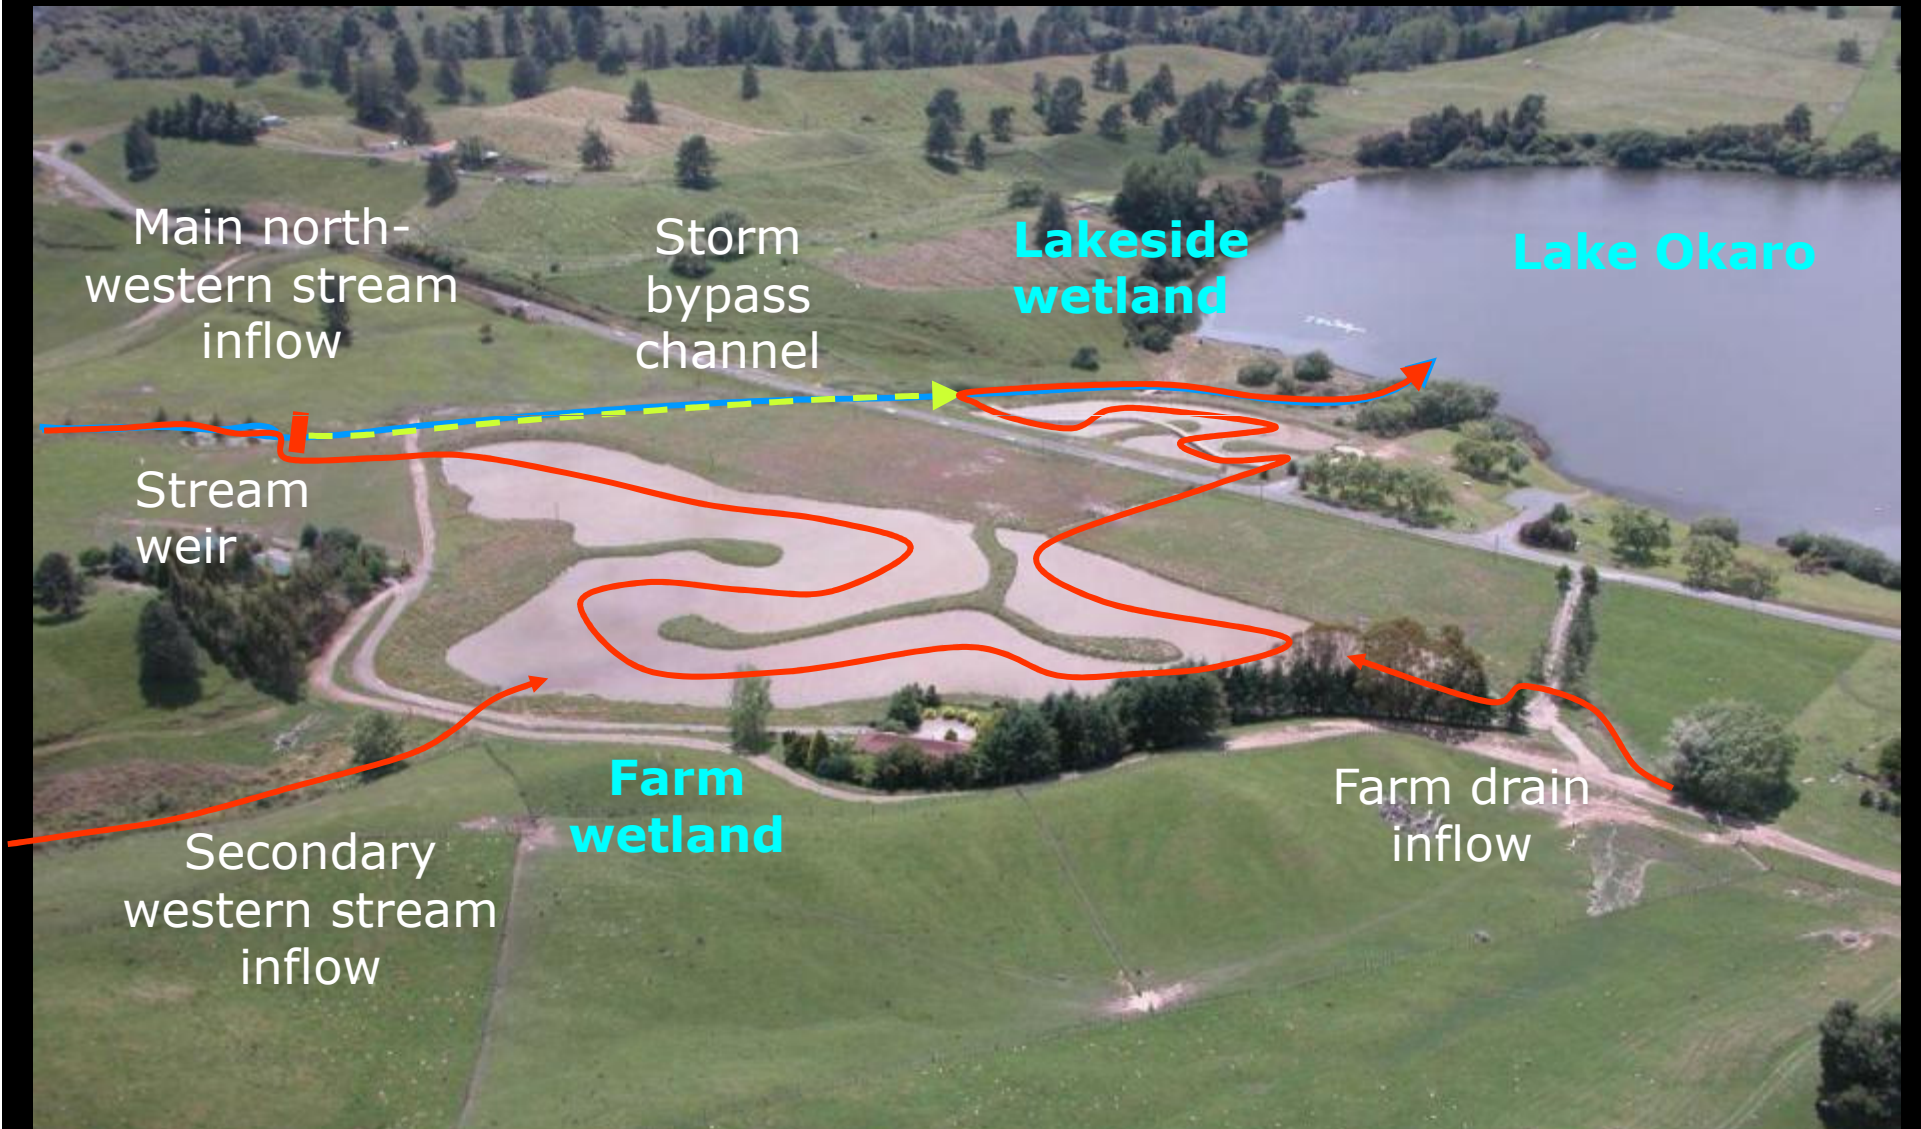 Main north-
western stream
inflow
Storm
bypass
channel
Lakeside
wetland
Lake Okaro
Stream
weir
Farm
wetland
Farm drain
inflow
Secondary
western stream
inflow